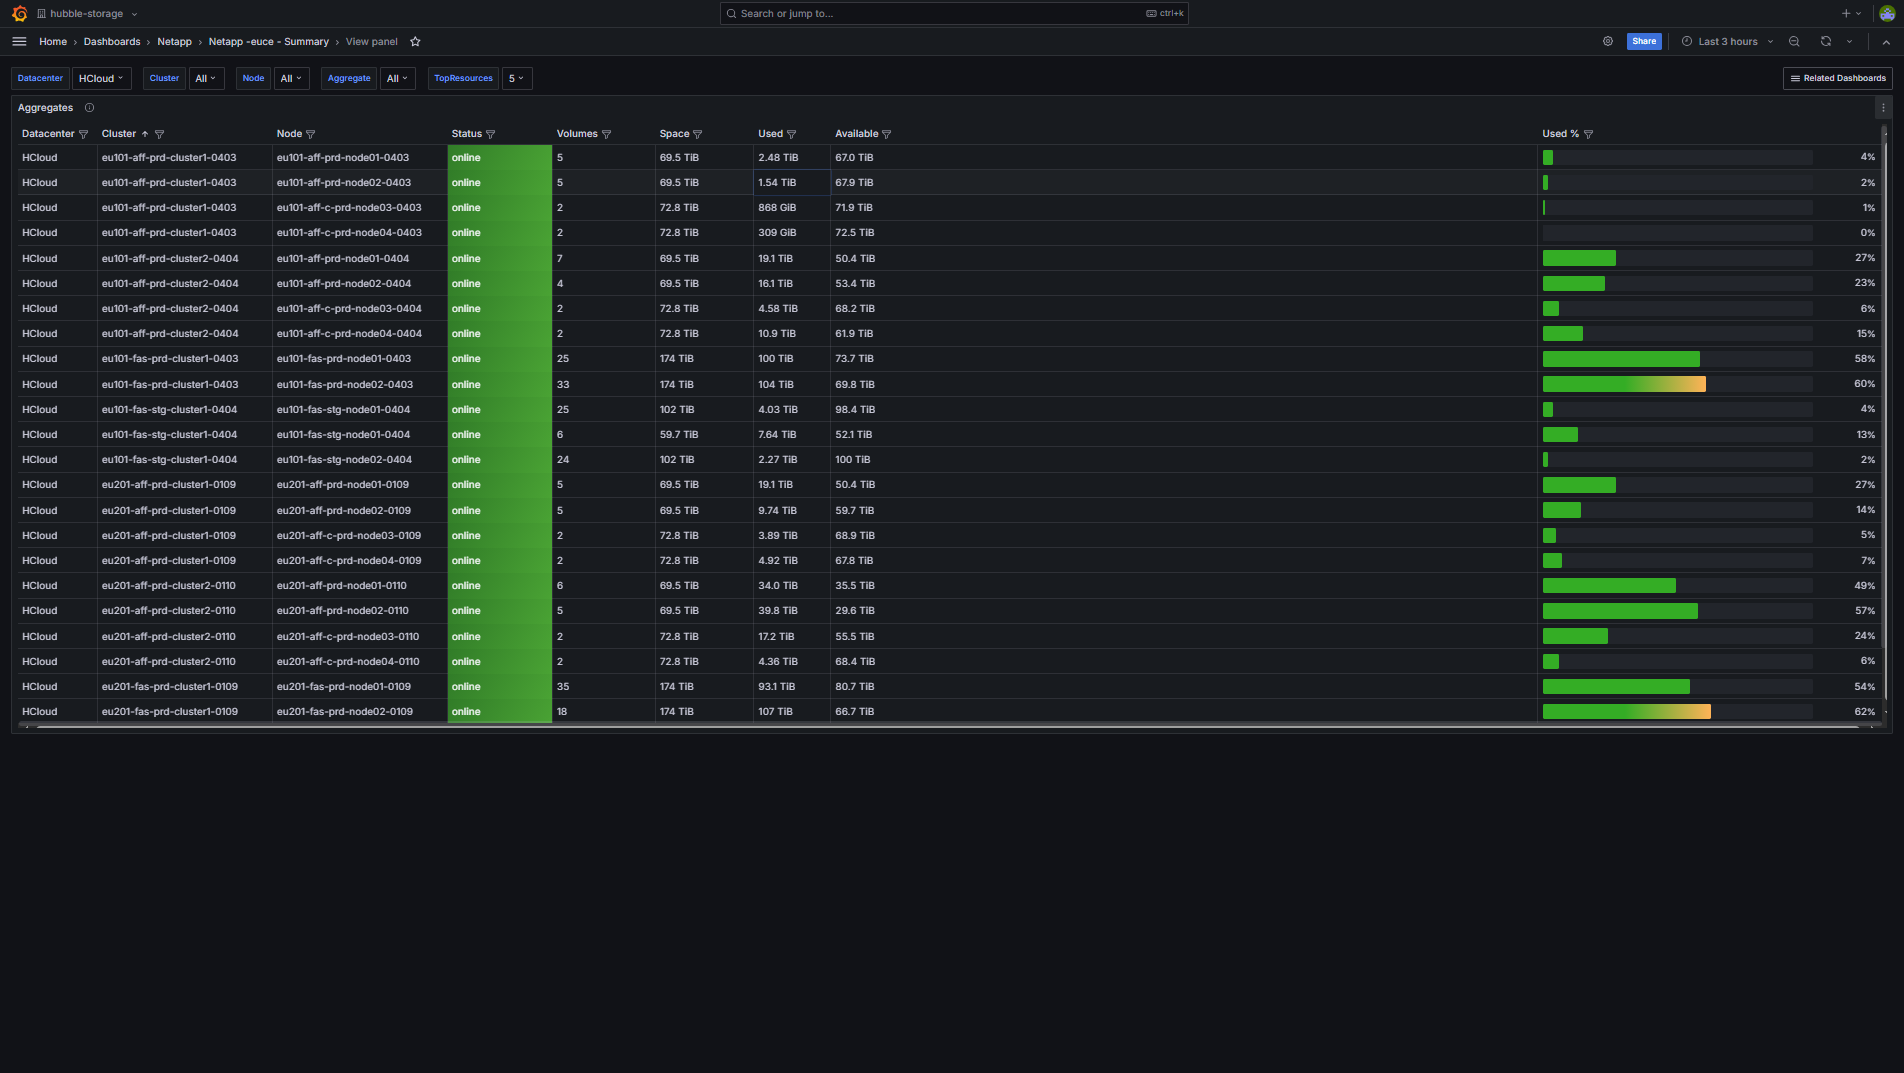 hubble-storage
Search or jump to... ctrl+k
Home › Dashboards › Netapp › Netapp -euce - Summary › View panel
Share Last 3 hours
Datacenter HCloud Cluster All Node All Aggregate All TopResources 5 Related Dashboards
Aggregates
Datacenter Cluster Node Status Volumes Space Used Available Used %
HCloud eu101-aff-prd-cluster1-0403 eu101-aff-prd-node01-0403 online 5 69.5 TiB 2.48 TiB 67.0 TiB 4%
HCloud eu101-aff-prd-cluster1-0403 eu101-aff-prd-node02-0403 online 5 69.5 TiB 1.54 TiB 67.9 TiB 2%
HCloud eu101-aff-prd-cluster1-0403 eu101-aff-c-prd-node03-0403 online 2 72.8 TiB 868 GiB 71.9 TiB 1%
HCloud eu101-aff-prd-cluster1-0403 eu101-aff-c-prd-node04-0403 online 2 72.8 TiB 309 GiB 72.5 TiB 0%
HCloud eu101-aff-prd-cluster2-0404 eu101-aff-prd-node01-0404 online 7 69.5 TiB 19.1 TiB 50.4 TiB 27%
HCloud eu101-aff-prd-cluster2-0404 eu101-aff-prd-node02-0404 online 4 69.5 TiB 16.1 TiB 53.4 TiB 23%
HCloud eu101-aff-prd-cluster2-0404 eu101-aff-c-prd-node03-0404 online 2 72.8 TiB 4.58 TiB 68.2 TiB 6%
HCloud eu101-aff-prd-cluster2-0404 eu101-aff-c-prd-node04-0404 online 2 72.8 TiB 10.9 TiB 61.9 TiB 15%
HCloud eu101-fas-prd-cluster1-0403 eu101-fas-prd-node01-0403 online 25 174 TiB 100 TiB 73.7 TiB 58%
HCloud eu101-fas-prd-cluster1-0403 eu101-fas-prd-node02-0403 online 33 174 TiB 104 TiB 69.8 TiB 60%
HCloud eu101-fas-stg-cluster1-0404 eu101-fas-stg-node01-0404 online 25 102 TiB 4.03 TiB 98.4 TiB 4%
HCloud eu101-fas-stg-cluster1-0404 eu101-fas-stg-node01-0404 online 6 59.7 TiB 7.64 TiB 52.1 TiB 13%
HCloud eu101-fas-stg-cluster1-0404 eu101-fas-stg-node02-0404 online 24 102 TiB 2.27 TiB 100 TiB 2%
HCloud eu201-aff-prd-cluster1-0109 eu201-aff-prd-node01-0109 online 5 69.5 TiB 19.1 TiB 50.4 TiB 27%
HCloud eu201-aff-prd-cluster1-0109 eu201-aff-prd-node02-0109 online 5 69.5 TiB 9.74 TiB 59.7 TiB 14%
HCloud eu201-aff-prd-cluster1-0109 eu201-aff-c-prd-node03-0109 online 2 72.8 TiB 3.89 TiB 68.9 TiB 5%
HCloud eu201-aff-prd-cluster1-0109 eu201-aff-c-prd-node04-0109 online 2 72.8 TiB 4.92 TiB 67.8 TiB 7%
HCloud eu201-aff-prd-cluster2-0110 eu201-aff-prd-node01-0110 online 6 69.5 TiB 34.0 TiB 35.5 TiB 49%
HCloud eu201-aff-prd-cluster2-0110 eu201-aff-prd-node02-0110 online 5 69.5 TiB 39.8 TiB 29.6 TiB 57%
HCloud eu201-aff-prd-cluster2-0110 eu201-aff-c-prd-node03-0110 online 2 72.8 TiB 17.2 TiB 55.5 TiB 24%
HCloud eu201-aff-prd-cluster2-0110 eu201-aff-c-prd-node04-0110 online 2 72.8 TiB 4.36 TiB 68.4 TiB 6%
HCloud eu201-fas-prd-cluster1-0109 eu201-fas-prd-node01-0109 online 35 174 TiB 93.1 TiB 80.7 TiB 54%
HCloud eu201-fas-prd-cluster1-0109 eu201-fas-prd-node02-0109 online 18 174 TiB 107 TiB 66.7 TiB 62%